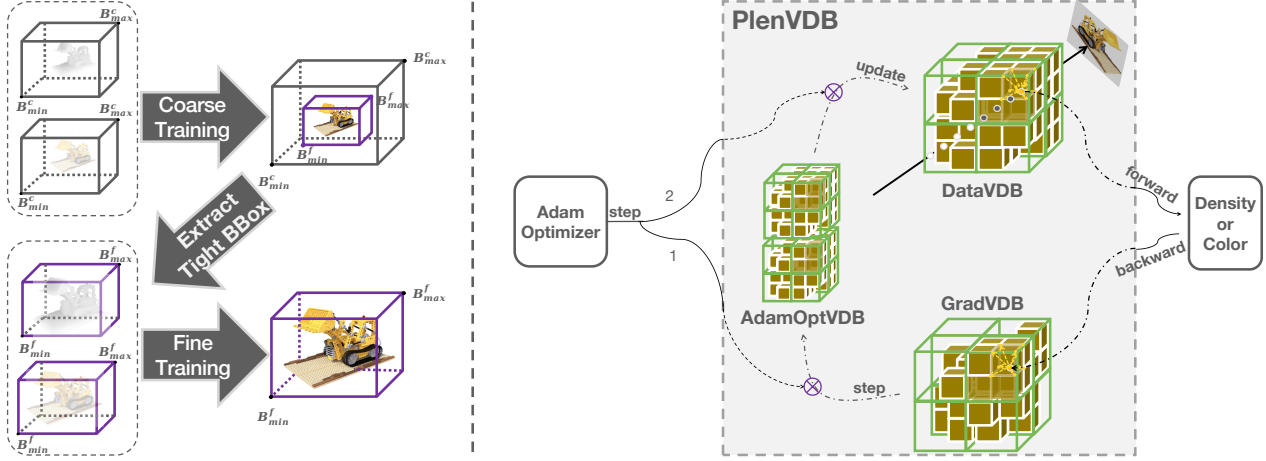 B^c_max
B^c_min
B^c_max
B^c_min
Coarse
Training
B^c_max
B^f_max
B^f_min
B^c_min
Extract
Tight BBox
B^f_max
B^f_min
B^f_max
B^f_min
Fine
Training
B^f_max
B^f_min
PlenVDB
update
DataVDB
Adam
Optimizer
step
2
1
AdamOptVDB
forward
Density
or
Color
backward
GradVDB
step